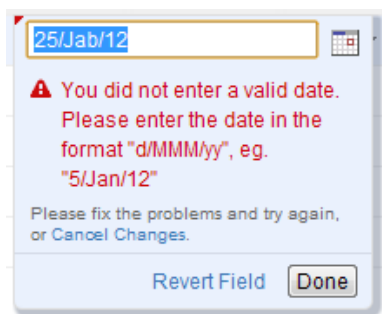 25/Jab/12
You did not enter a valid date.
Please enter the date in the
format "d/MMM/yy", eg.
"5/Jan/12"
Please fix the problems and try again,
or Cancel Changes.
Revert Field Done